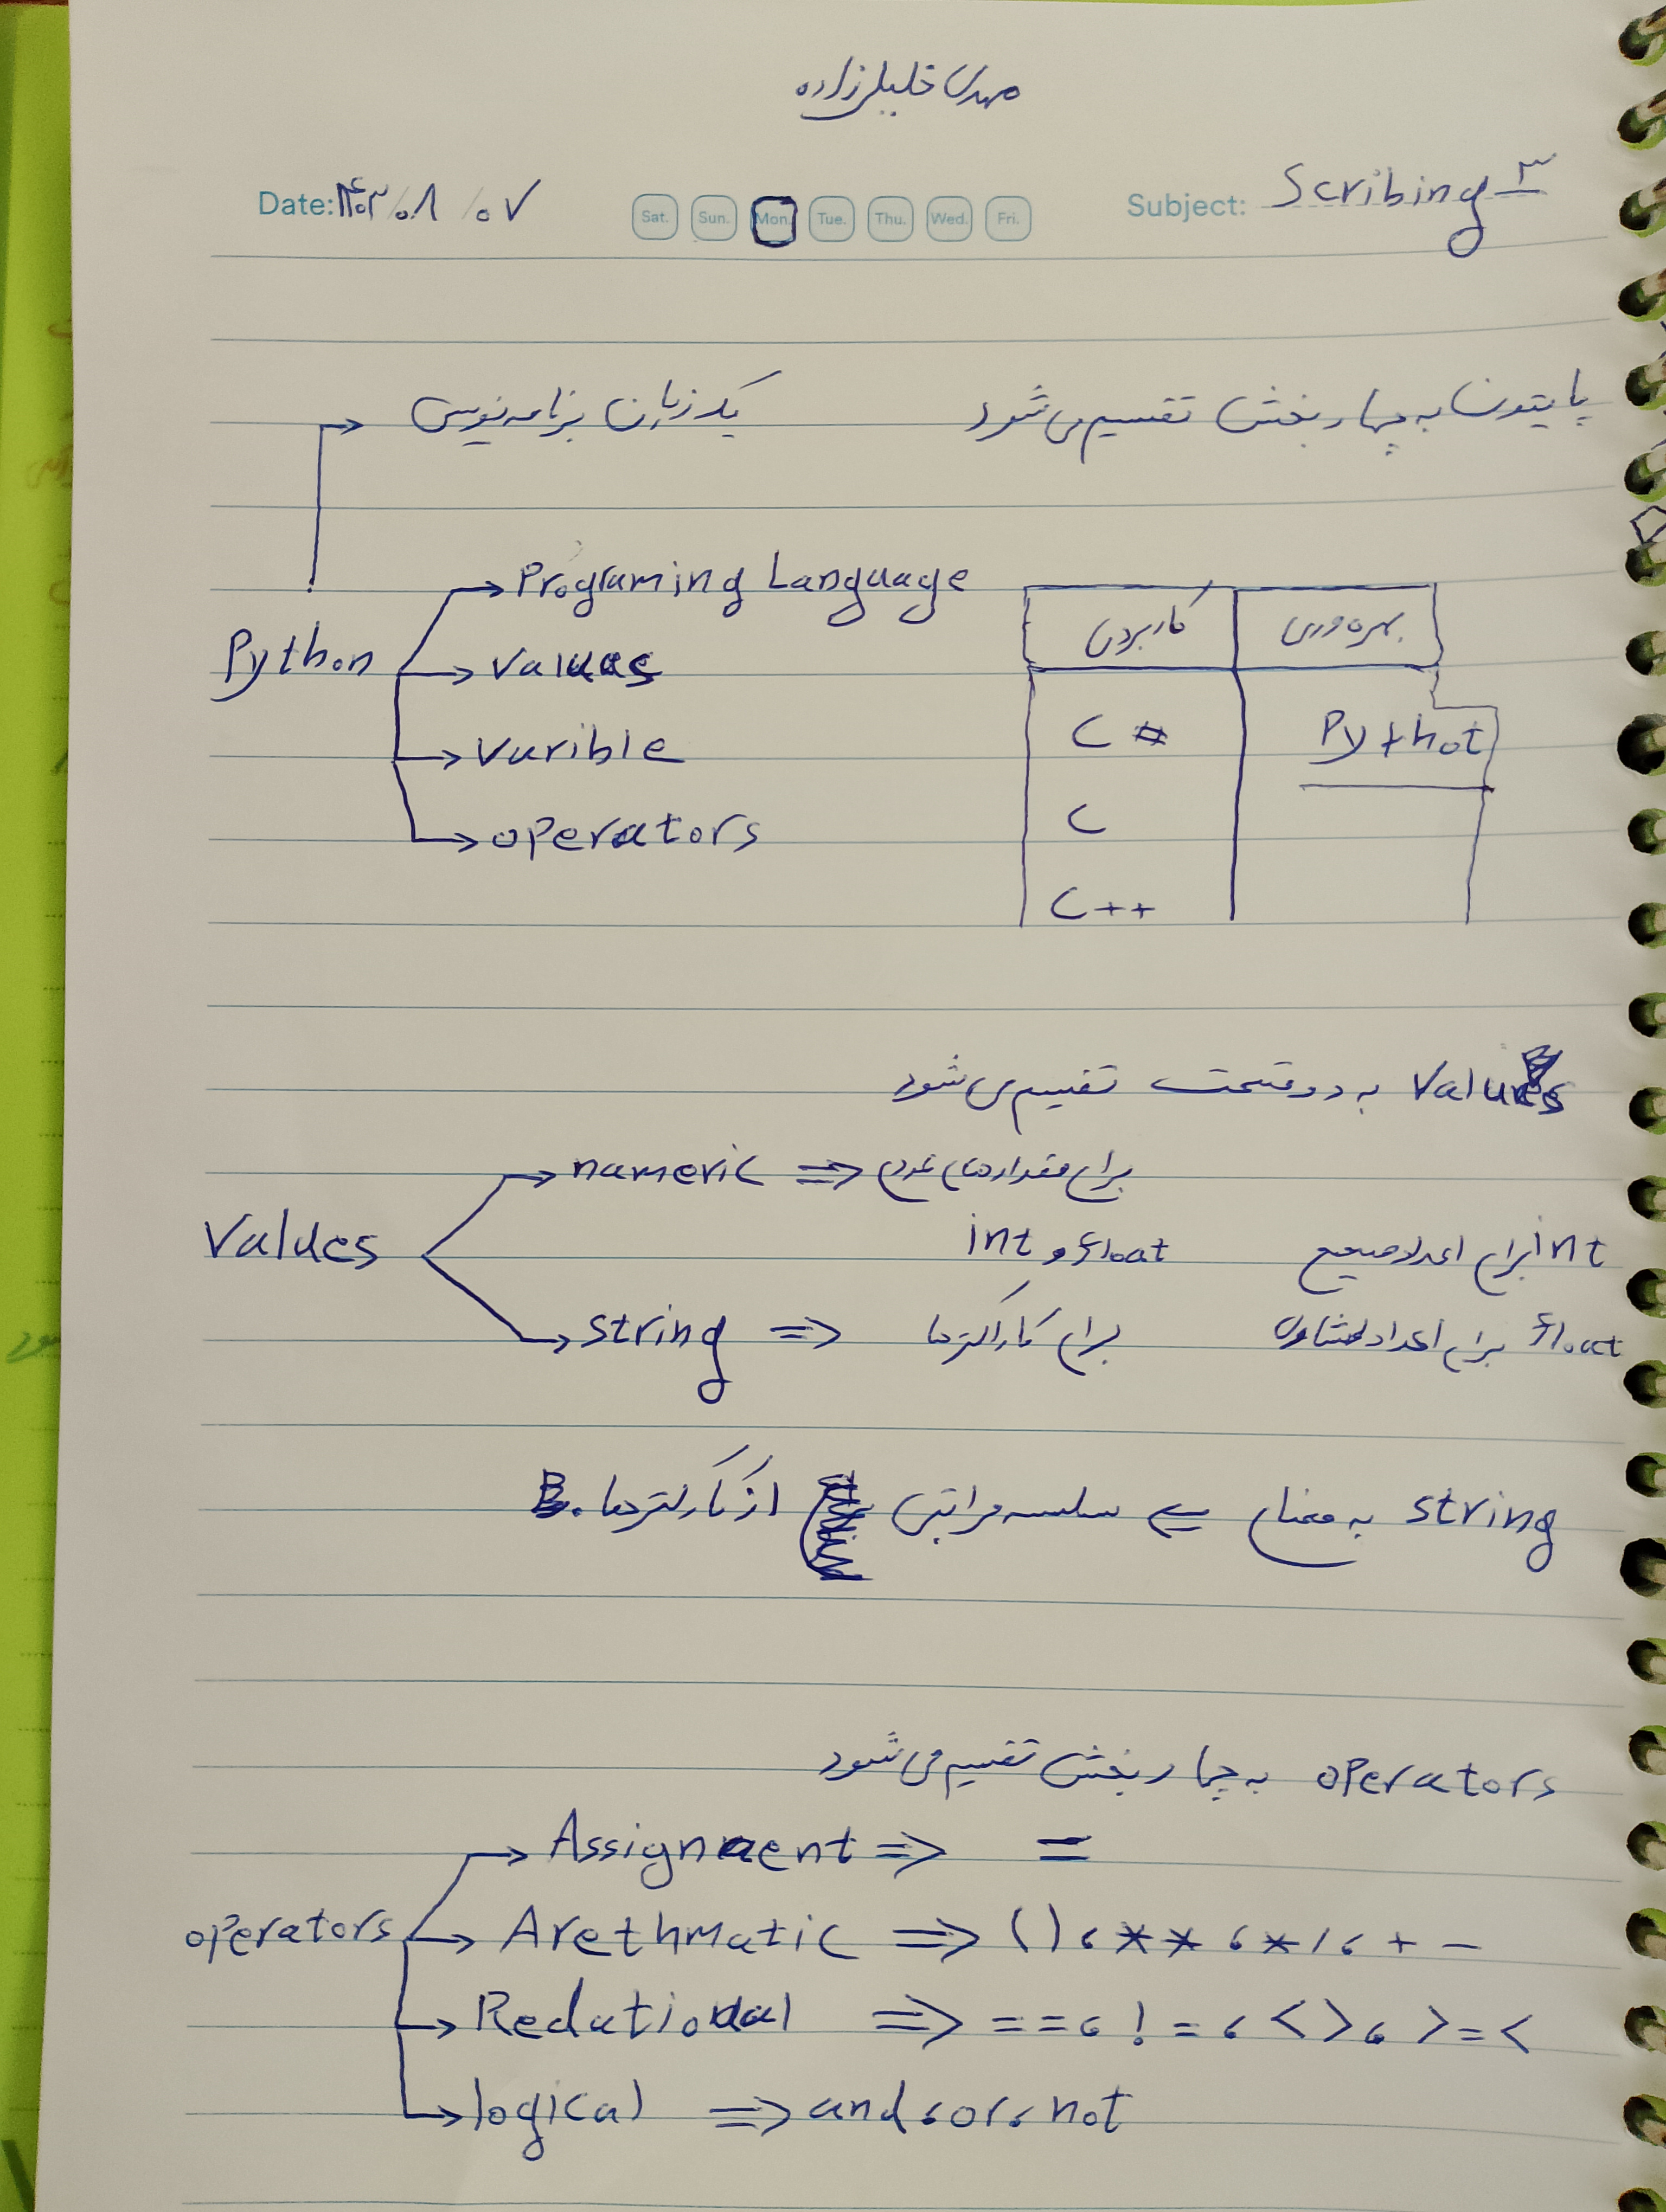 مهدی خلیل‌زاده
Date: ۱۴۰۳/۰۸/۰۷ Sat. Sun. Mon. Tue. Thu. Wed. Fri. Subject: Scribing ۳
پایتون به چهار بخش تقسیم می‌شود
یک زبان برنامه‌نویسی
Python
Programing Language
Values
varible
operators
کاربردی بهره‌وری
C # Pythot
C
C++
Values به دو قسمت تقسیم می‌شود
Values
numeric => برای مقدارهای عددی
int و float
int برای اعداد صحیح
string => برای کاراکترها
float برای اعداد اعشاری
string به معنای یه سلسه مراتبی از کارکترها.
operators به چهار بخش تقسیم می‌شود
operators
Assignment => =
Arethmatic => () ، ** ، * / ، + -
Redational => == ، != ، < > ، >=<
logical => and ، or ، not